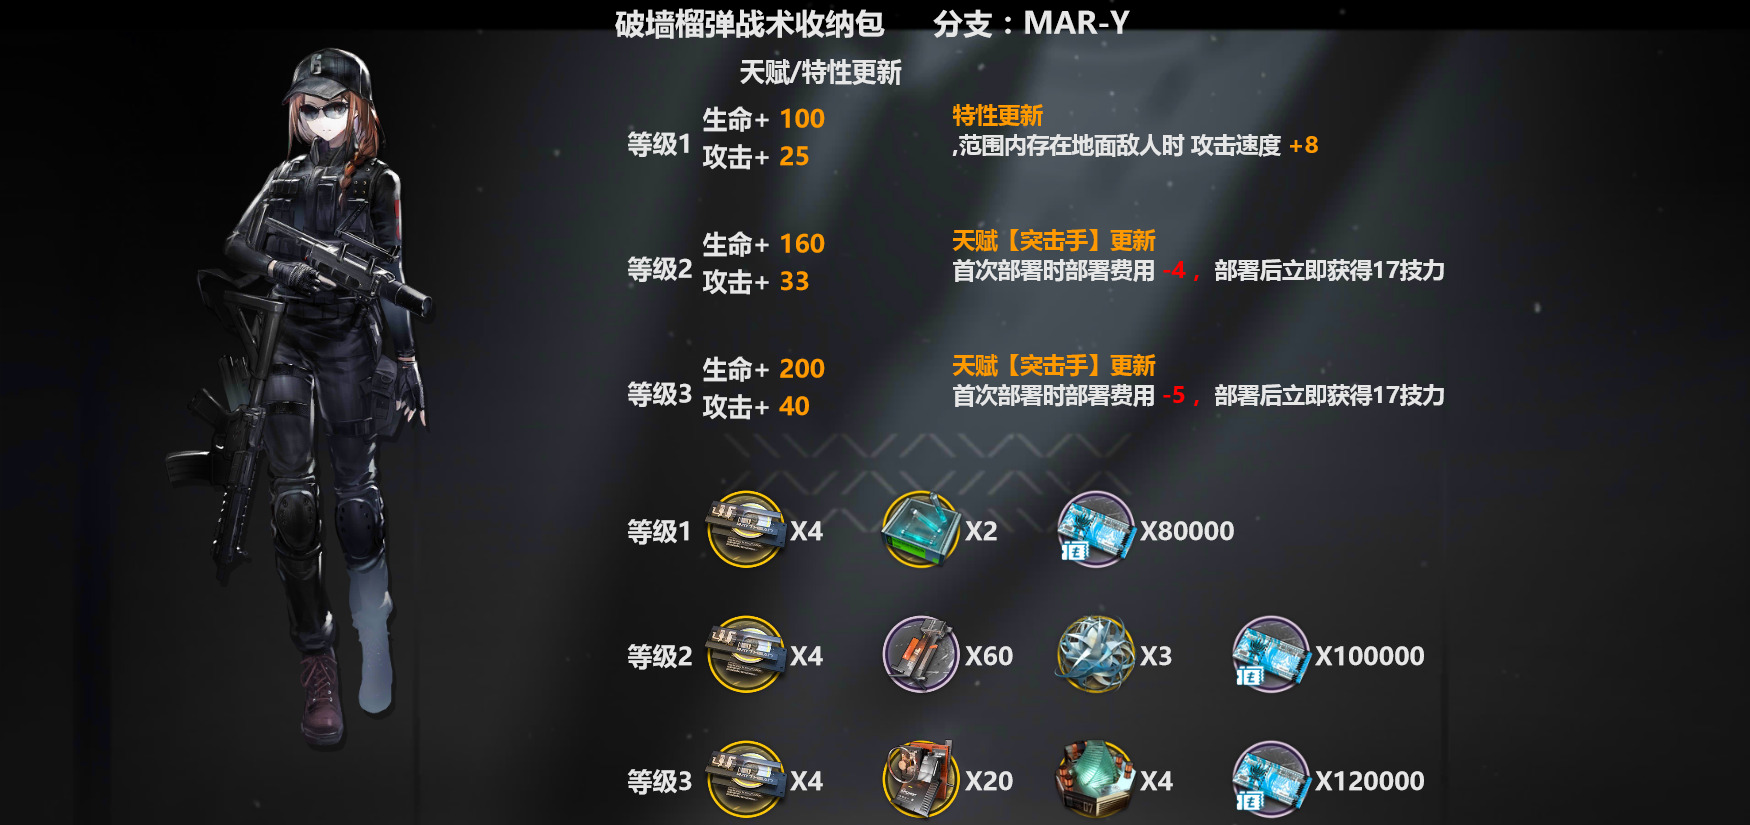 破墙榴弹战术收纳包 分支：MAR-Y
天赋/特性更新
等级1 生命+ 100
攻击+ 25
特性更新
,范围内存在地面敌人时 攻击速度 +8
等级2 生命+ 160
攻击+ 33
天赋【突击手】更新
首次部署时部署费用 -4 ， 部署后立即获得17技力
等级3 生命+ 200
攻击+ 40
天赋【突击手】更新
首次部署时部署费用 -5 ， 部署后立即获得17技力
等级1 X4 X2 X80000
等级2 X4 X60 X3 X100000
等级3 X4 X20 X4 X120000